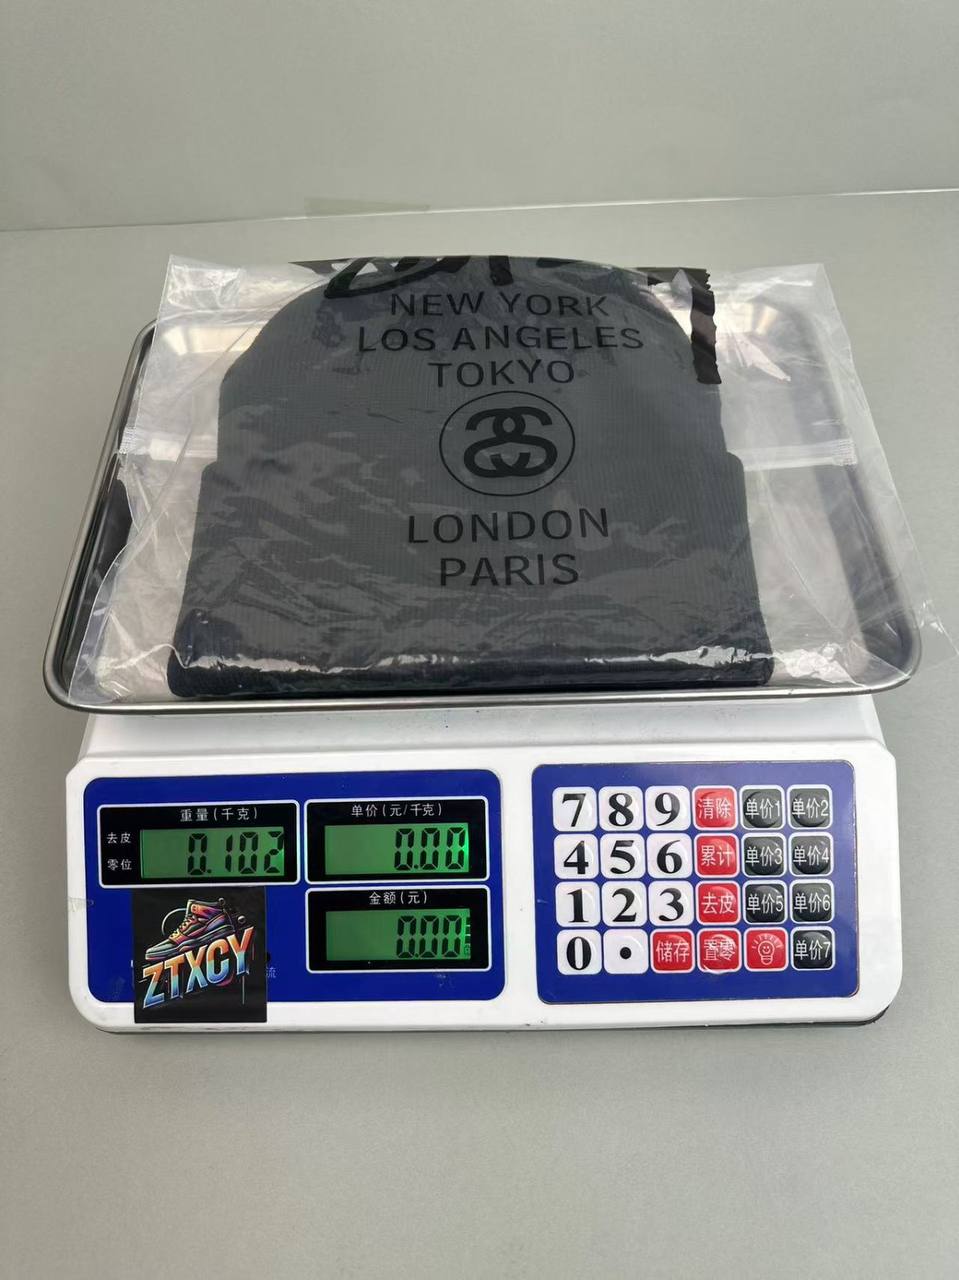 NEW YORK
LOS ANGELES
TOKYO
LONDON
PARIS
重量(千克)
单价(元/千克)
去皮
零位
0.102
0.00
金额(元)
0.00
ZTXCY
流
7 8 9 清除 单价1 单价2
4 5 6 累计 单价3 单价4
1 2 3 去皮 单价5 单价6
0 . 储存 置零 单价7